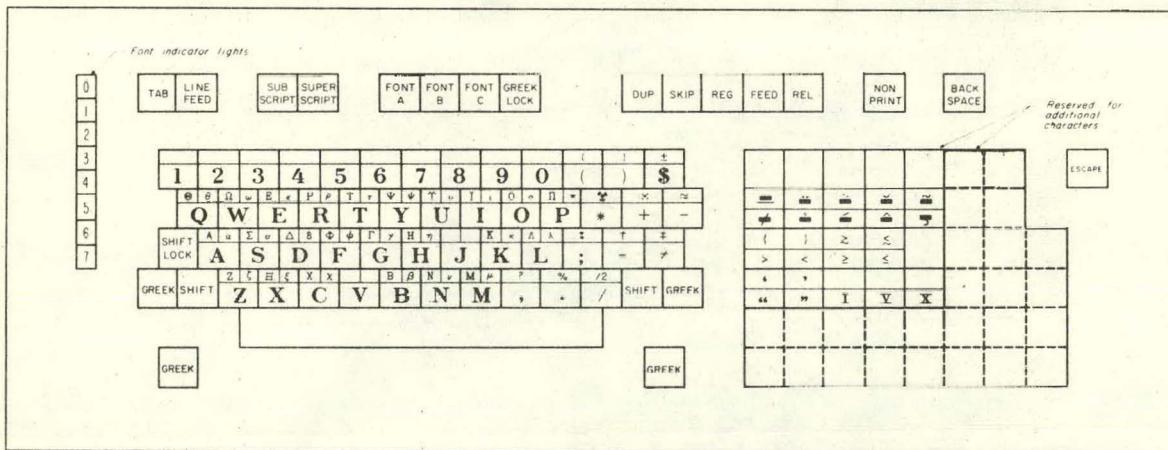 Font indicator lights
0
1
2
3
4
5
6
7
TAB LINE FEED SUB SCRIPT SUPER SCRIPT FONT A FONT B FONT C GREEK LOCK DUP SKIP REG FEED REL NON PRINT BACK SPACE
Reserved for additional characters
ESCAPE
±
1 2 3 4 5 6 7 8 9 0 ( ) $
Θ θ Ω ω Ε Ρ ρ Τ τ Ψ ψ Υ υ Ι ι Ο ο Π × ≈
Q W E R T Y U I O P * + -
Α α Σ σ Δ δ Φ φ Γ γ Η η Κ κ Λ λ : ↑ ‡
SHIFT LOCK A S D F G H J K L ; = ≠
Ζ ζ Ξ ξ Χ χ Β β Ν ν Μ μ ? % /2
GREEK SHIFT Z X C V B N M , . / SHIFT GREEK
GREEK GREEK
> < ≥ ≤
‘ ’
“ ” I V X